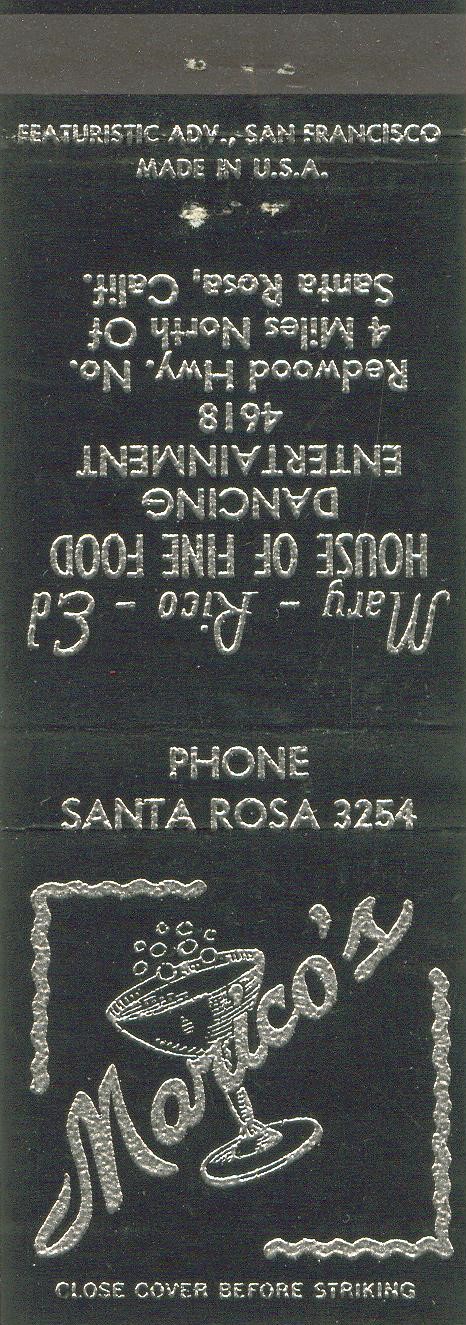 FEATURISTIC ADV., SAN FRANCISCO
MADE IN U.S.A.
Mary - Rico - Ed
HOUSE OF FINE FOOD
DANCING
ENTERTAINMENT
4618
Redwood Hwy. No.
4 Miles North Of
Santa Rosa, Calif.
PHONE
SANTA ROSA 3254
Marico's
CLOSE COVER BEFORE STRIKING